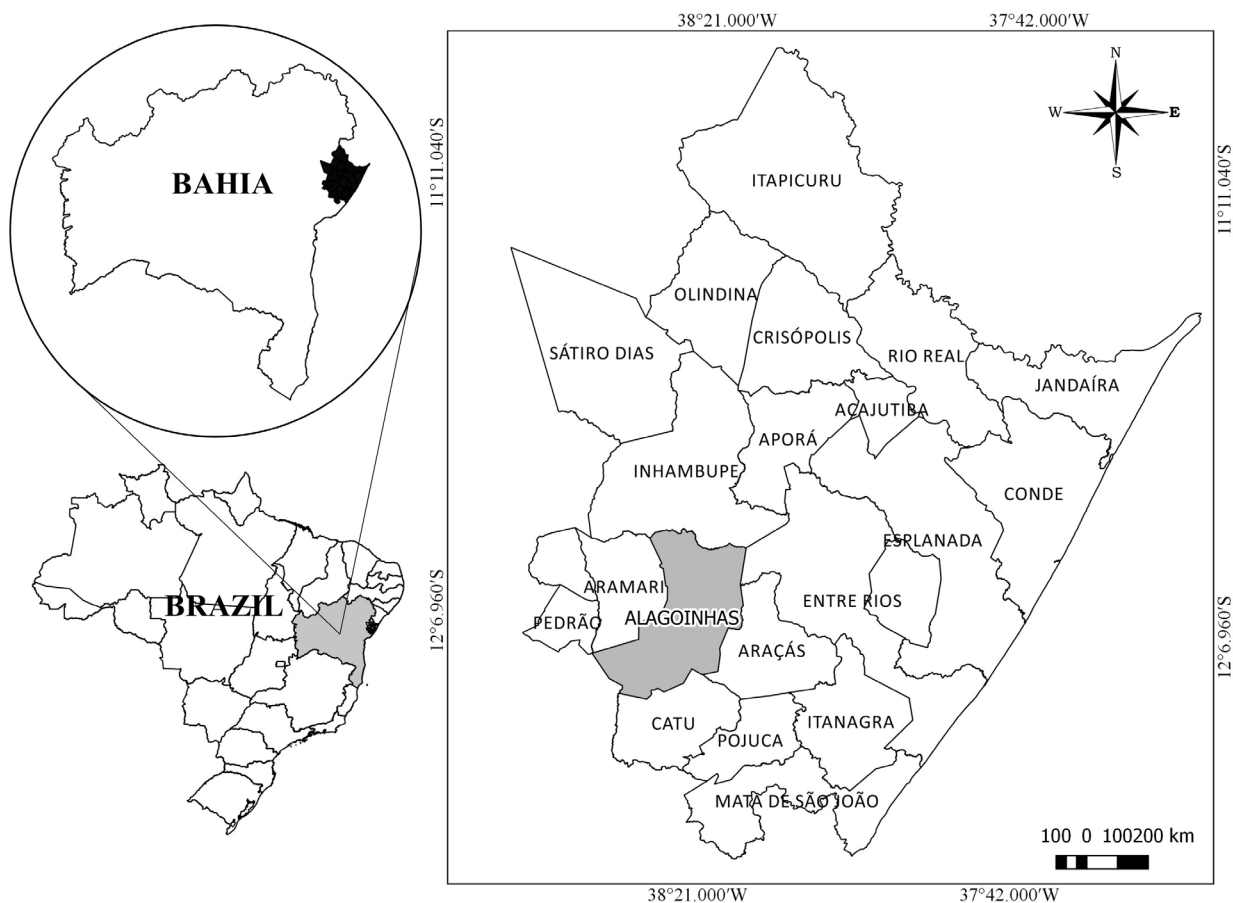 38°21.000'W
37°42.000'W
BAHIA
11°11.040'S
N
W
E
S
11°11.040'S
ITAPICURU
OLINDINA
CRISÓPOLIS
SÁTIRO DIAS
RIO REAL
JANDAÍRA
ACAJUTIBA
APORÁ
INHAMBUPE
CONDE
ESPLANADA
BRAZIL
12°6.960'S
ARAMARI
ENTRE RIOS
PEDRÃO
ALAGOINHAS
12°6.960'S
ARAÇÁS
CATU
POJUCA
ITANAGRA
MATA DE SÃO JOÃO
100 0 100200 km
38°21.000'W
37°42.000'W